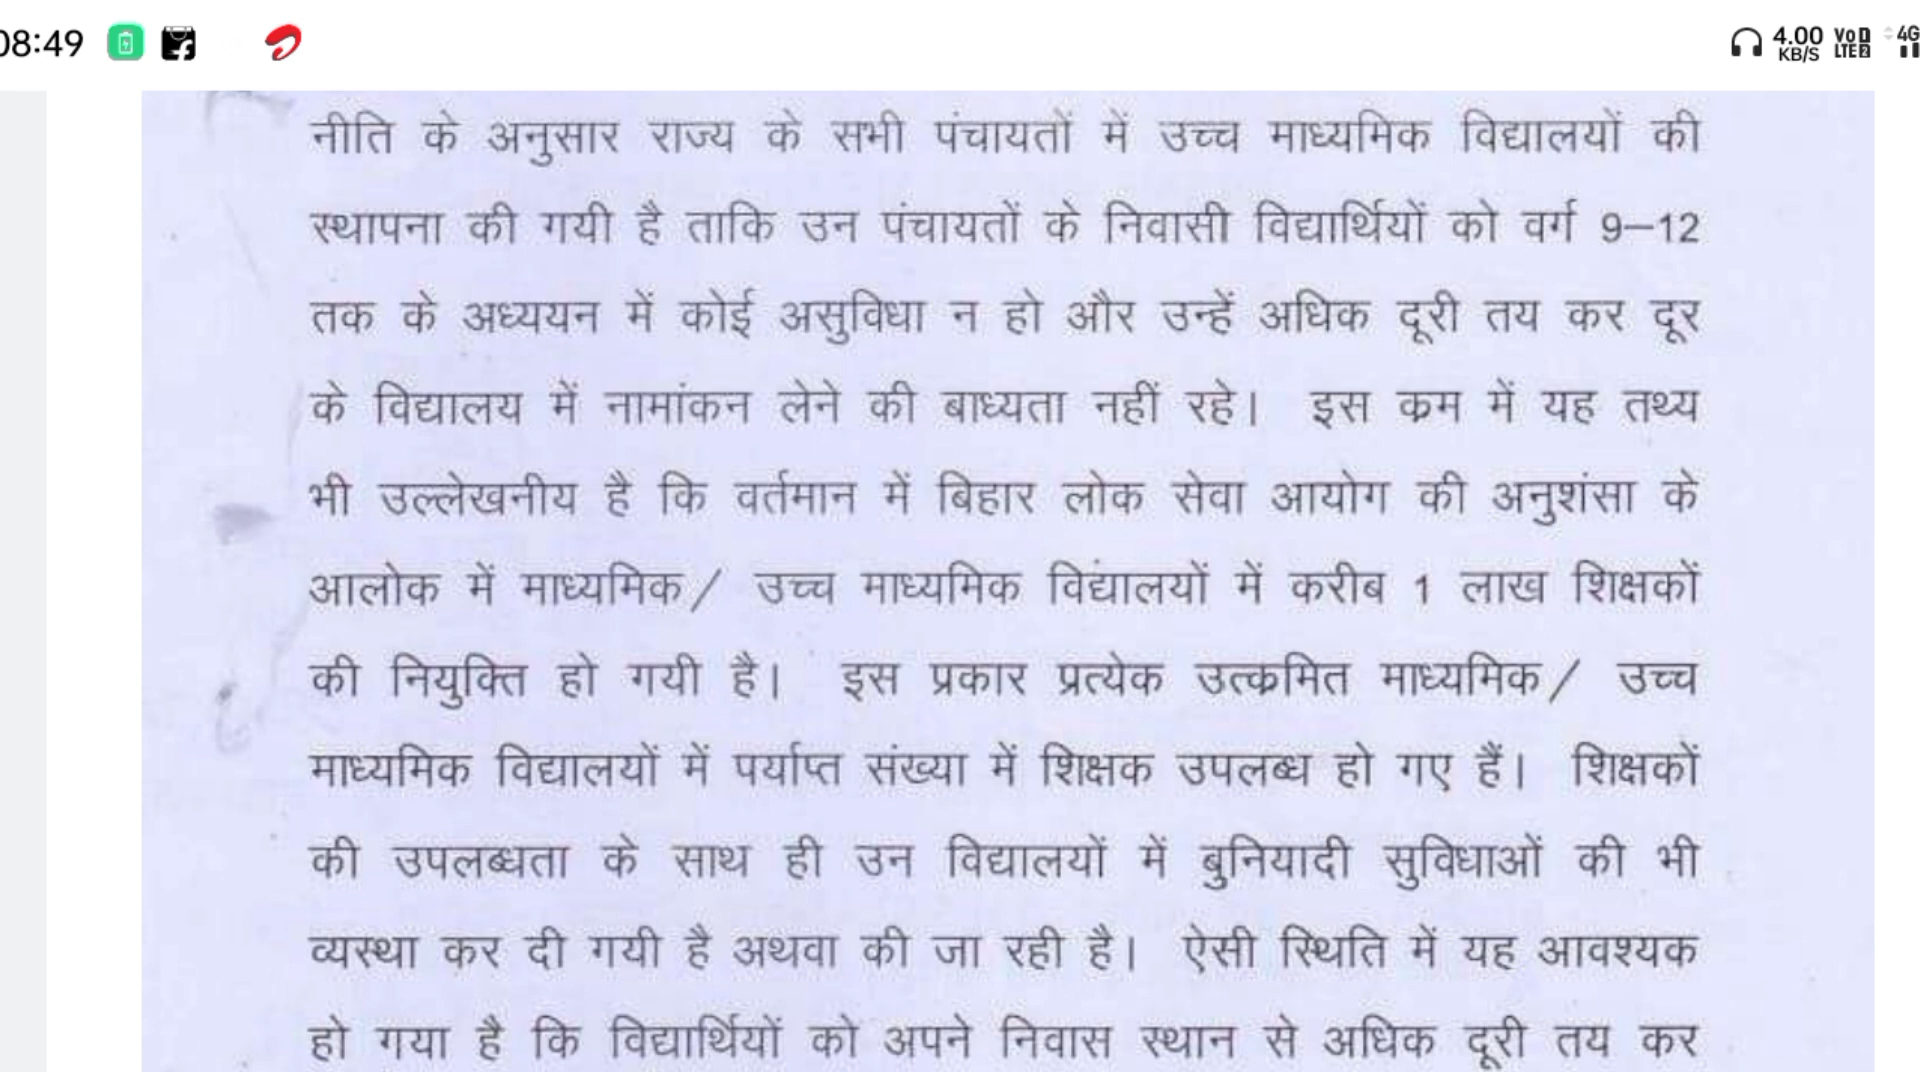 08:49 4.00 KB/S VoD LTE2 4G
नीति के अनुसार राज्य के सभी पंचायतों में उच्च माध्यमिक विद्यालयों की
स्थापना की गयी है ताकि उन पंचायतों के निवासी विद्यार्थियों को वर्ग 9–12
तक के अध्ययन में कोई असुविधा न हो और उन्हें अधिक दूरी तय कर दूर
के विद्यालय में नामांकन लेने की बाध्यता नहीं रहे। इस क्रम में यह तथ्य
भी उल्लेखनीय है कि वर्तमान में बिहार लोक सेवा आयोग की अनुशंसा के
आलोक में माध्यमिक/ उच्च माध्यमिक विद्यालयों में करीब 1 लाख शिक्षकों
की नियुक्ति हो गयी है। इस प्रकार प्रत्येक उत्क्रमित माध्यमिक/ उच्च
माध्यमिक विद्यालयों में पर्याप्त संख्या में शिक्षक उपलब्ध हो गए हैं। शिक्षकों
की उपलब्धता के साथ ही उन विद्यालयों में बुनियादी सुविधाओं की भी
व्यस्था कर दी गयी है अथवा की जा रही है। ऐसी स्थिति में यह आवश्यक
हो गया है कि विद्यार्थियों को अपने निवास स्थान से अधिक दूरी तय कर